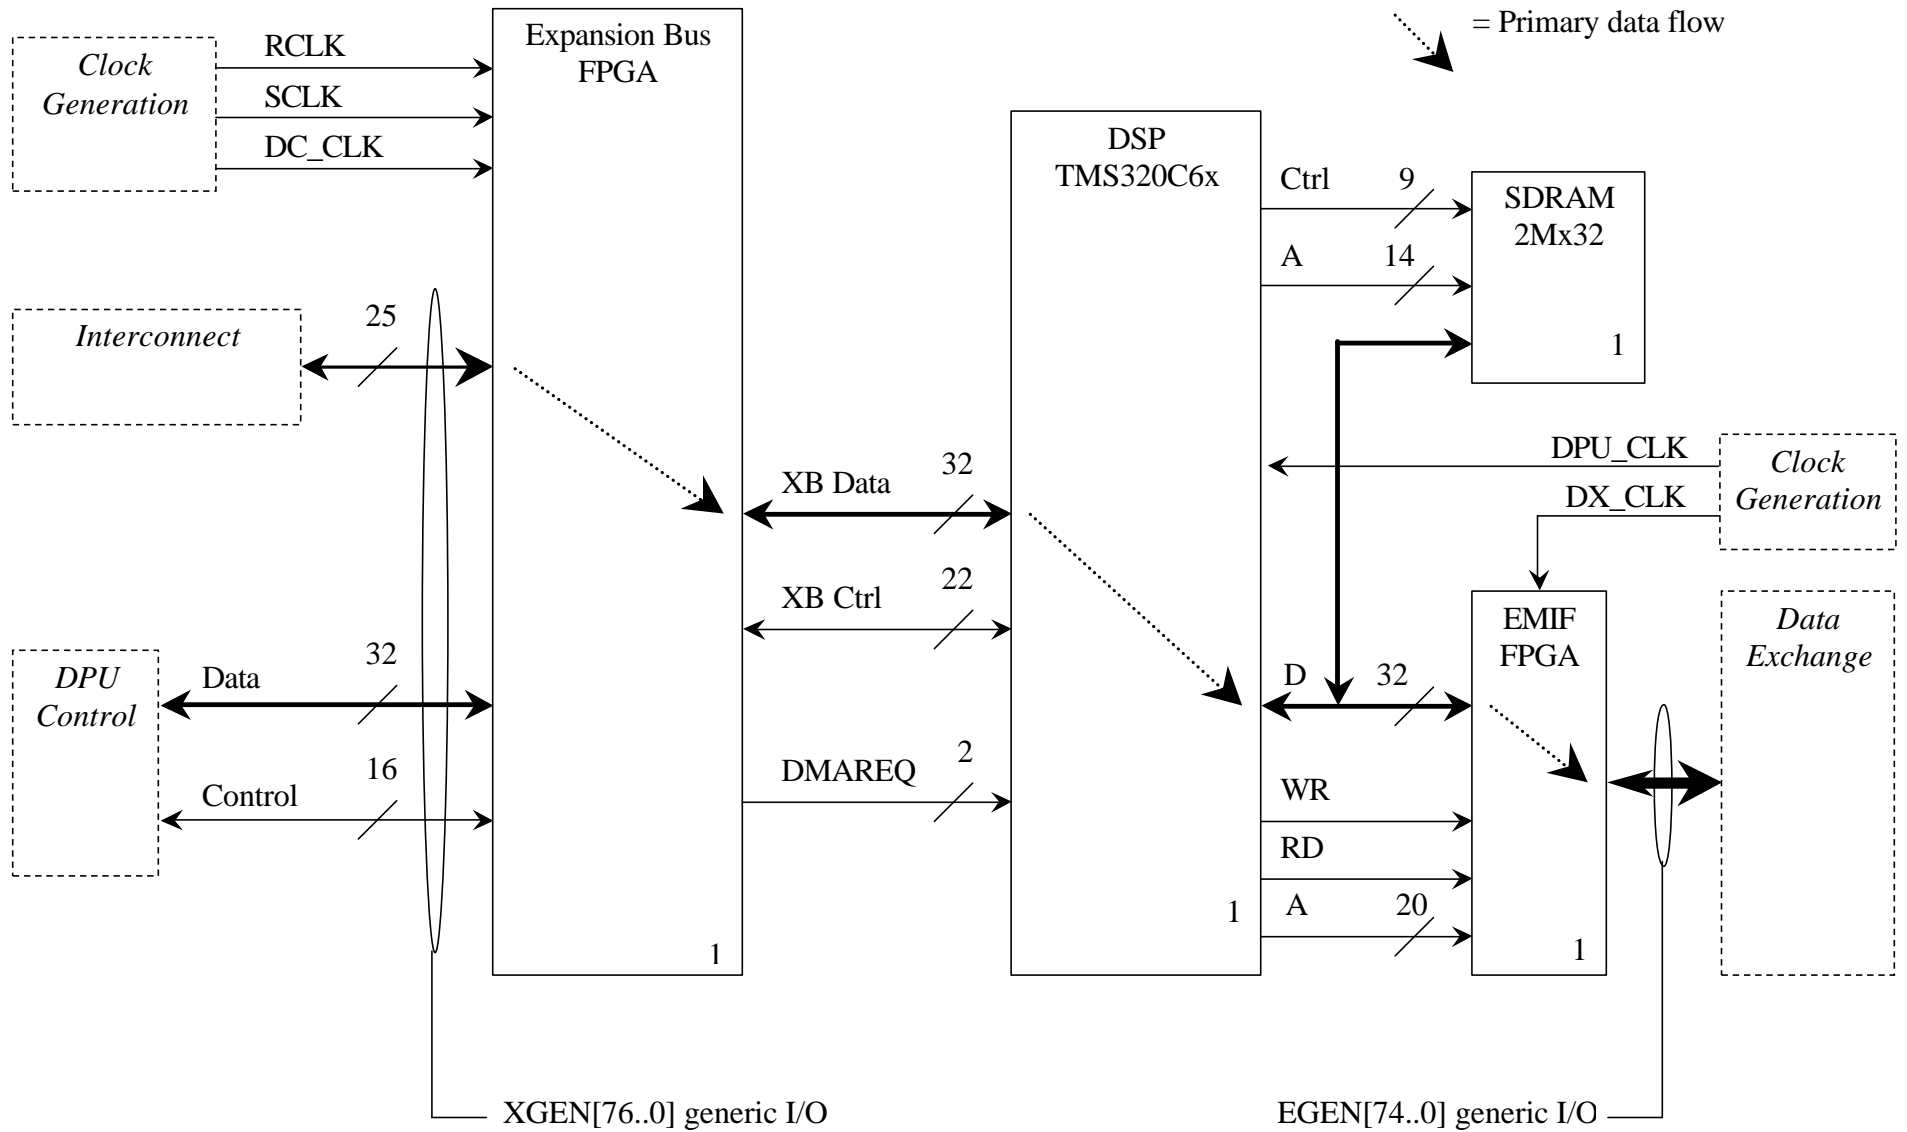 = Primary data flow
Clock
Generation
RCLK
SCLK
DC_CLK
Expansion Bus
FPGA
1
DSP
TMS320C6x
1
Ctrl
9
A
14
SDRAM
2Mx32
1
Interconnect
25
XB Data
32
XB Ctrl
22
DMAREQ
2
DPU_CLK
DX_CLK
Clock
Generation
DPU
Control
Data
32
Control
16
D
32
WR
RD
A
20
EMIF
FPGA
1
Data
Exchange
XGEN[76..0] generic I/O
EGEN[74..0] generic I/O